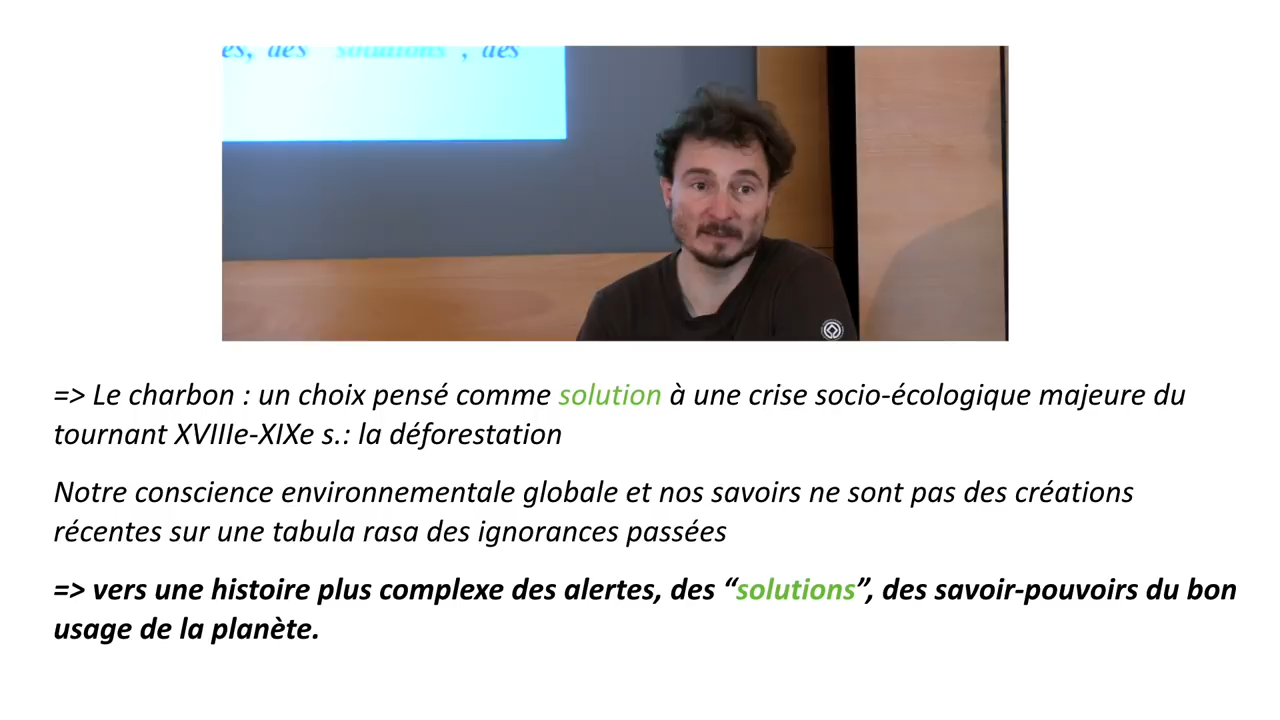 es, des "solutions", des
=> Le charbon : un choix pensé comme solution à une crise socio-écologique majeure du
tournant XVIIIe-XIXe s.: la déforestation
Notre conscience environnementale globale et nos savoirs ne sont pas des créations
récentes sur une tabula rasa des ignorances passées
=> vers une histoire plus complexe des alertes, des “solutions”, des savoir-pouvoirs du bon
usage de la planète.